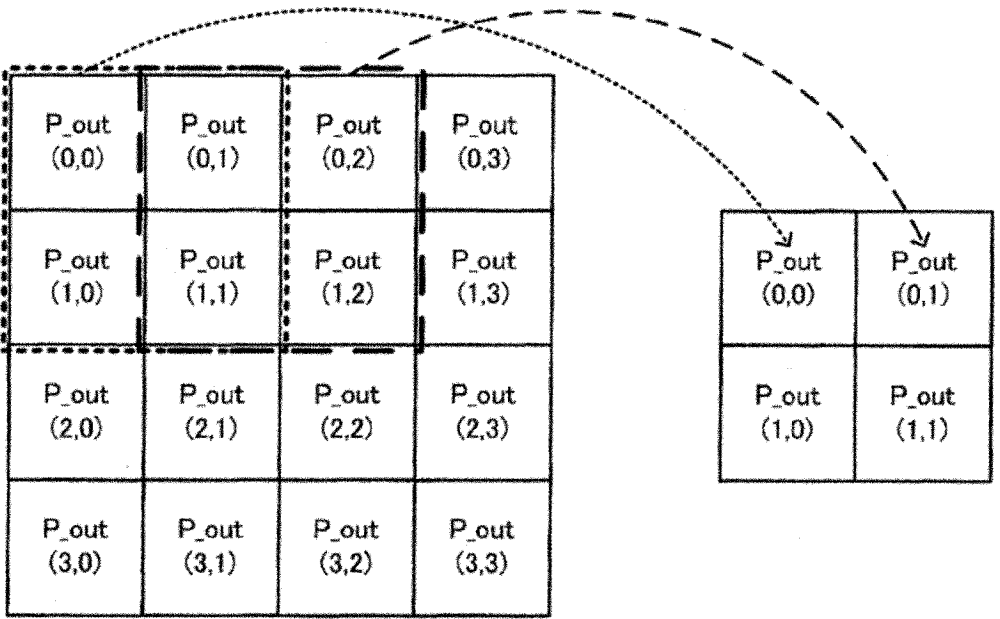 P_out P_out P_out P_out
(0,0) (0,1) (0,2) (0,3)
P_out P_out P_out P_out
(1,0) (1,1) (1,2) (1,3)
P_out P_out P_out P_out
(2,0) (2,1) (2,2) (2,3)
P_out P_out P_out P_out
(3,0) (3,1) (3,2) (3,3)
P_out P_out
(0,0) (0,1)
P_out P_out
(1,0) (1,1)